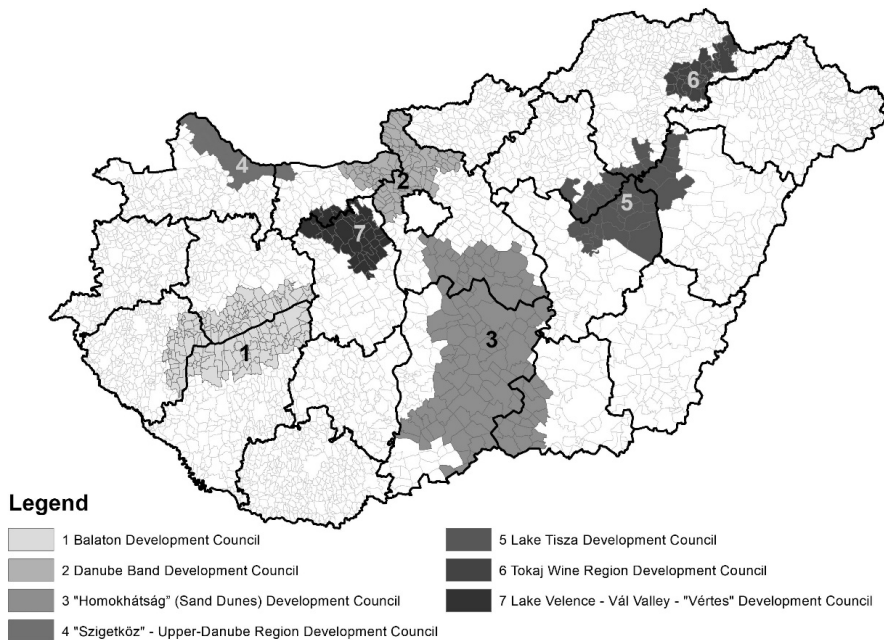 6
4
2
5
7
3
1
Legend
1 Balaton Development Council
2 Danube Band Development Council
3 "Homokhátság" (Sand Dunes) Development Council
4 "Szigetköz" - Upper-Danube Region Development Council
5 Lake Tisza Development Council
6 Tokaj Wine Region Development Council
7 Lake Velence - Vál Valley - "Vértes" Development Council